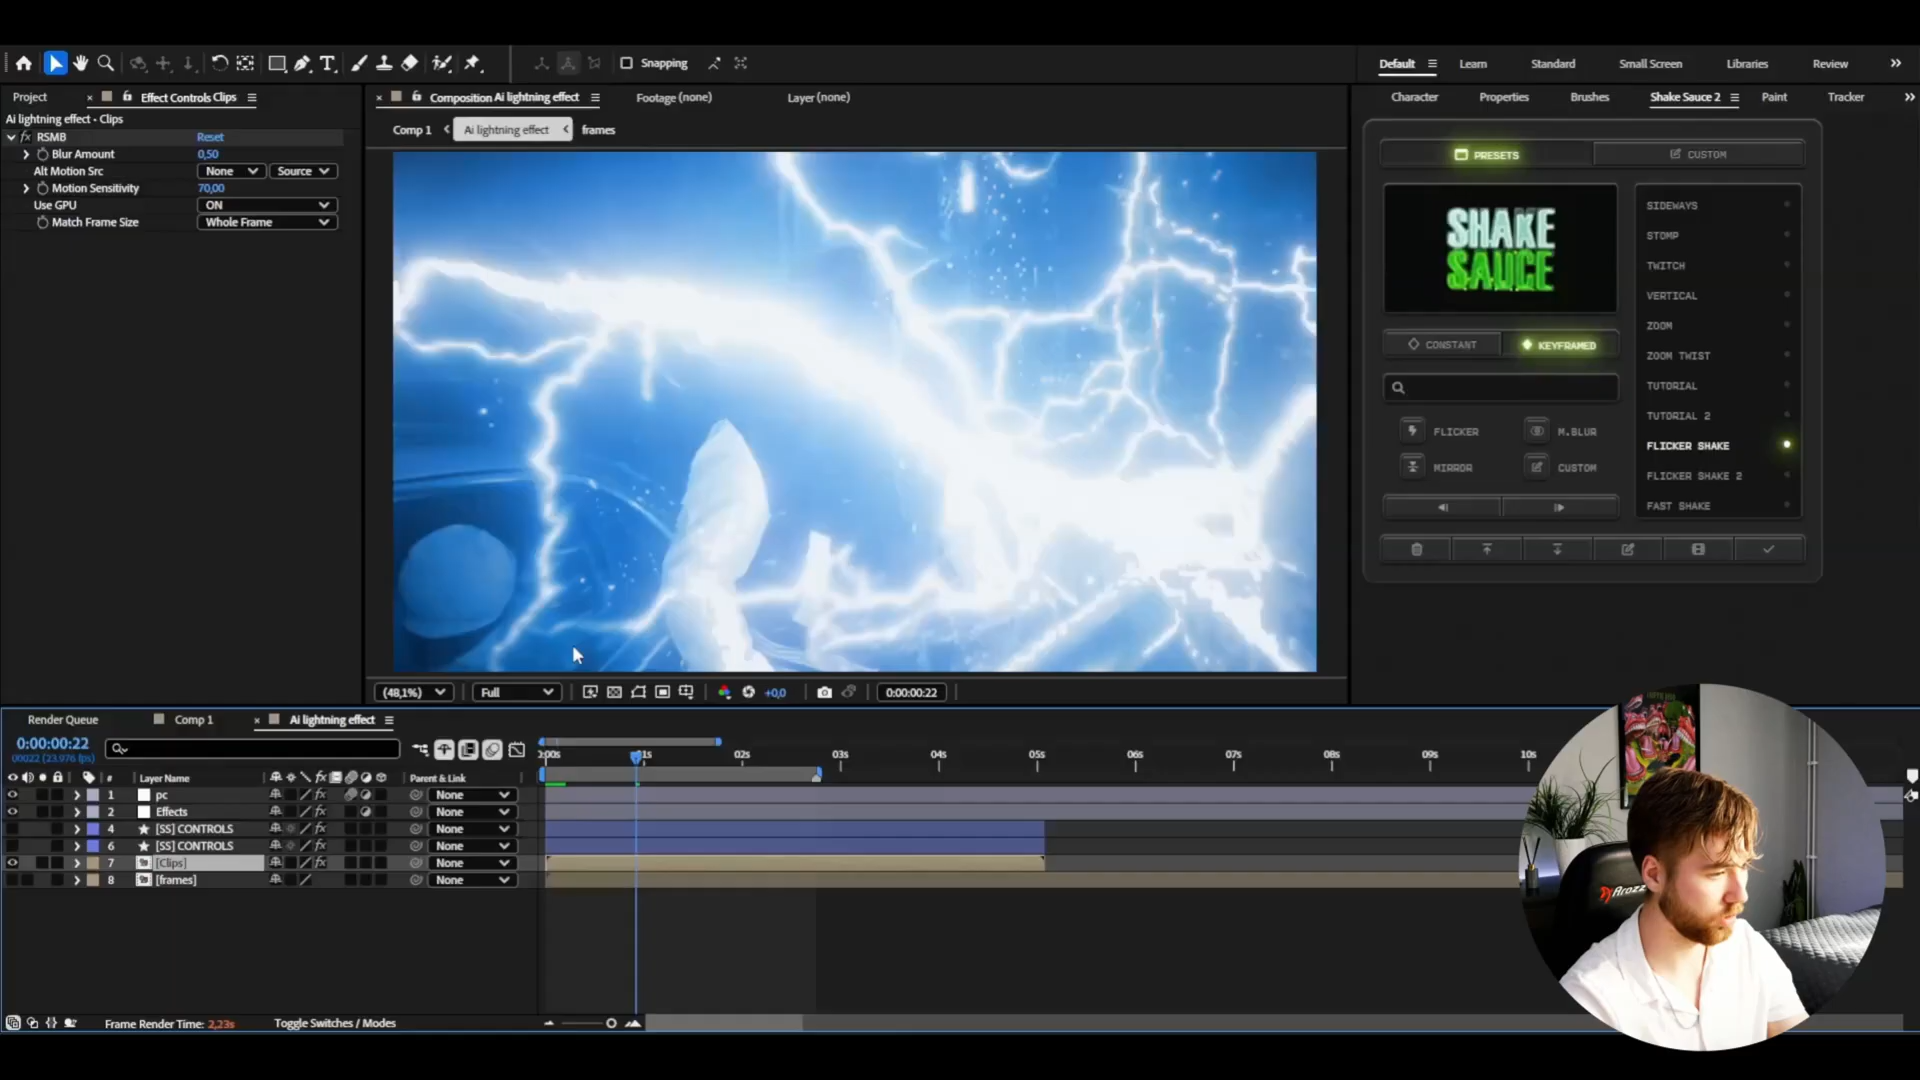 Snapping
Default
Learn
Standard
Small Screen
Libraries
Review
Project
Effect Controls Clips
Composition Ai lightning effect
Footage (none)
Layer (none)
Character
Properties
Brushes
Shake Sauce 2
Paint
Tracker
Ai lightning effect • Clips
Comp 1
Ai lightning effect
frames
fx RSMB
Reset
Blur Amount
0,50
Alt Motion Src
None
Source
Motion Sensitivity
70,00
Use GPU
ON
Match Frame Size
Whole Frame
PRESETS
CUSTOM
SHAKE
SAUCE
CONSTANT
KEYFRAMED
FLICKER
M.BLUR
MIRROR
CUSTOM
SIDEWAYS
STOMP
TWITCH
VERTICAL
ZOOM
ZOOM TWIST
TUTORIAL
TUTORIAL 2
FLICKER SHAKE
FLICKER SHAKE 2
FAST SHAKE
(48,1%)
Full
+0,0
0:00:00:22
Render Queue
Comp 1
Ai lightning effect
0:00:00:22
00022 (23.976 fps)
:00s
01s
02s
03s
04s
05s
06s
07s
08s
09s
10s
#
Layer Name
fx
Parent & Link
1
pc
fx
None
2
Effects
fx
None
4
[SS] CONTROLS
fx
None
6
[SS] CONTROLS
fx
None
7
[Clips]
fx
None
8
[frames]
None
Frame Render Time: 2,23s
Toggle Switches / Modes
Arozzi